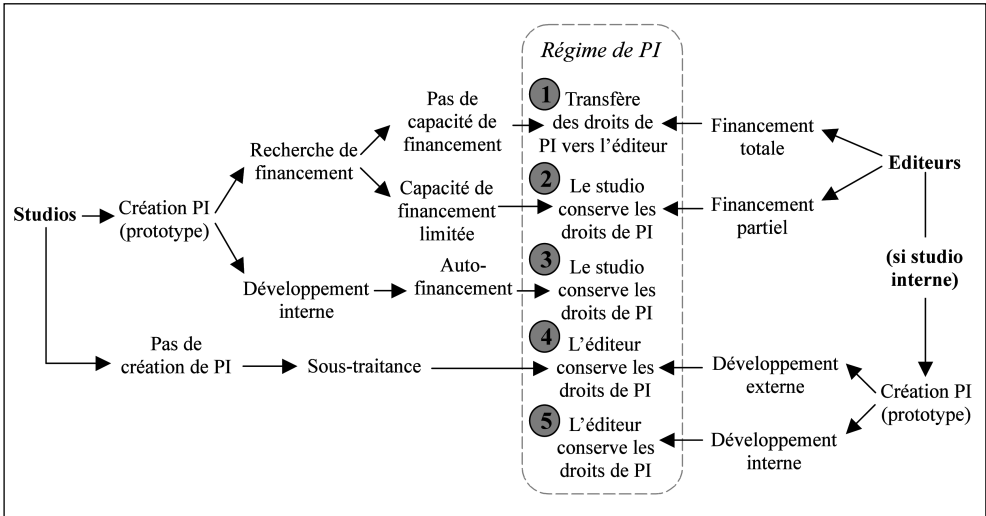 Régime de PI
1
Transfère
des droits de
PI vers l'éditeur
Pas de
capacité de
financement
Financement
totale
Recherche de
financement
Editeurs
2
Le studio
conserve les
droits de PI
Capacité de
financement
limitée
Financement
partiel
Studios
Création PI
(prototype)
3
Le studio
conserve les
droits de PI
Auto-
financement
(si studio
interne)
Développement
interne
4
L'éditeur
conserve les
droits de PI
Pas de
création de PI
Sous-traitance
Développement
externe
Création PI
(prototype)
5
L'éditeur
conserve les
droits de PI
Développement
interne